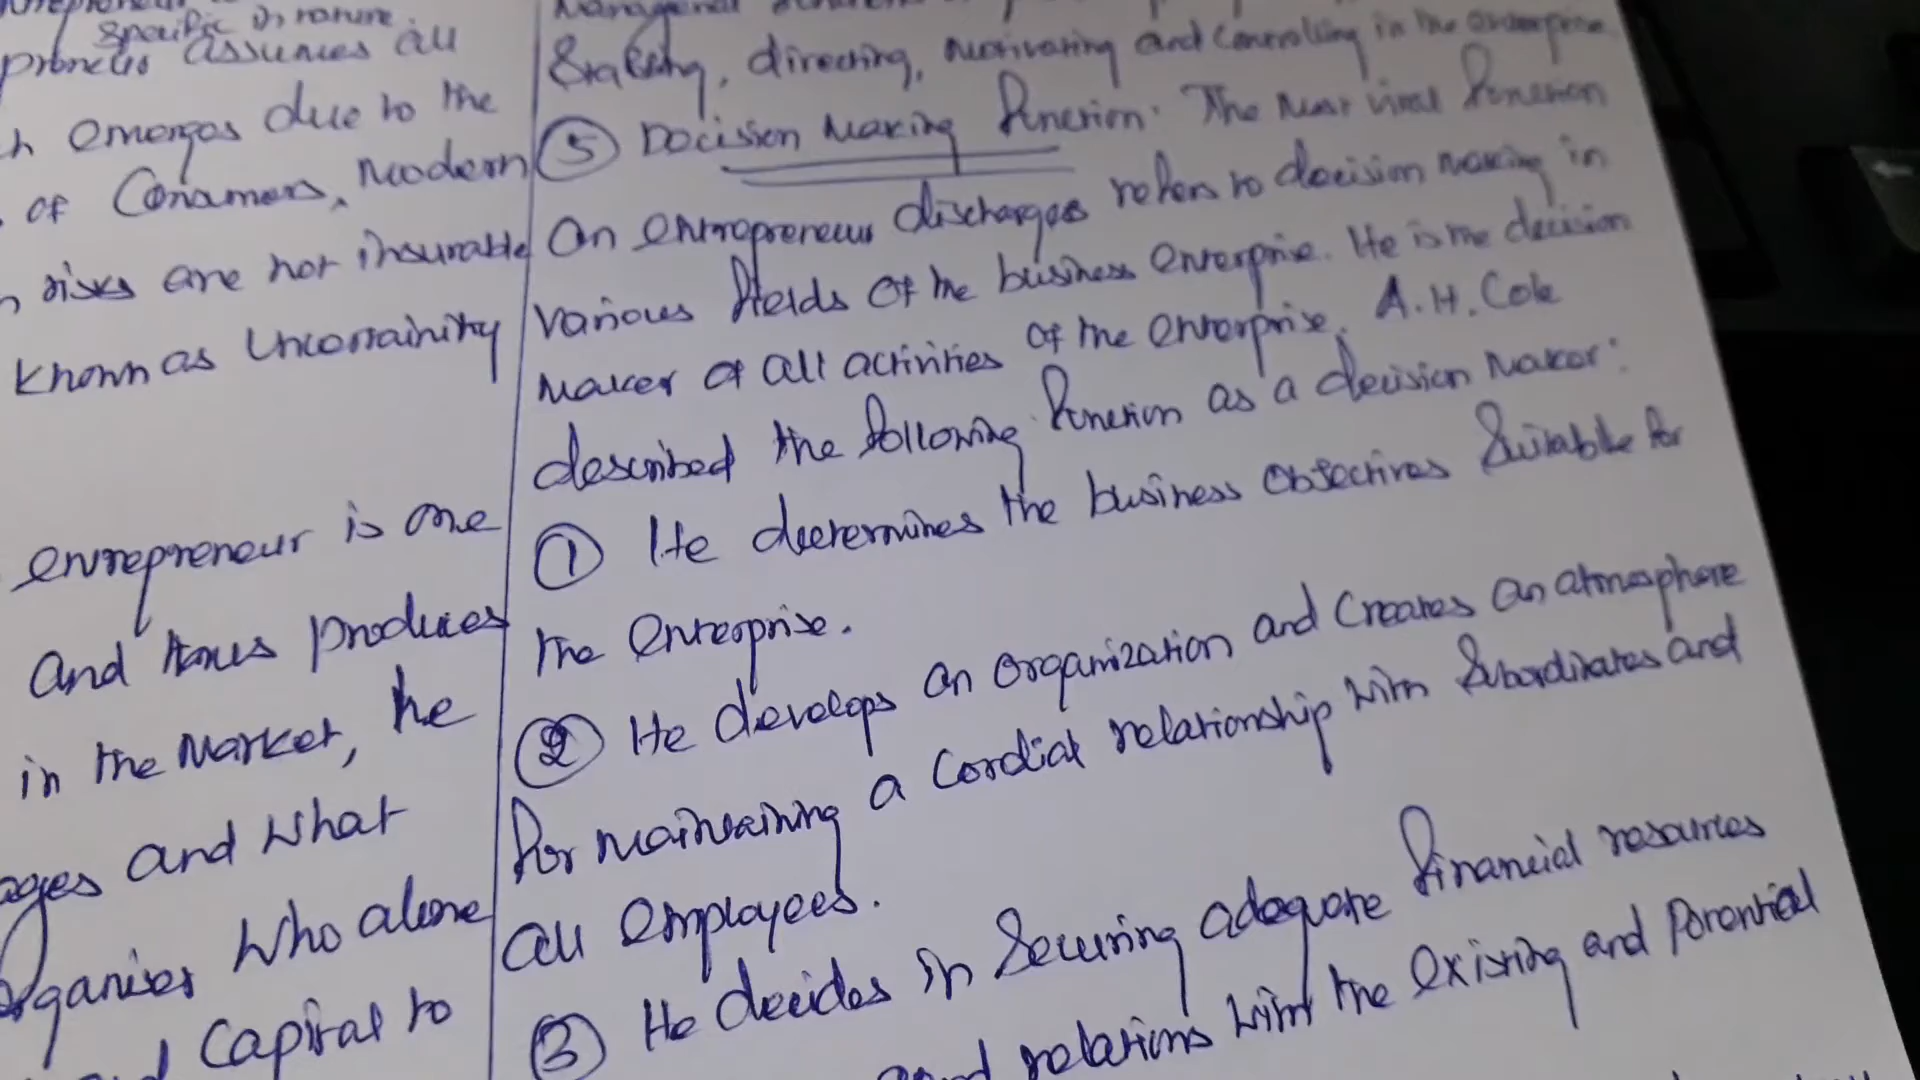 specific in nature.
assumes all
emerges due to the
of Consumers, Modern
risks are not insurable
Known as Uncertainity
entrepreneur is one
and thus produces
in the Market, he
and what
organiser who alone
Capital to
Managerial
Staffing, directing, motivating and controlling in the enterprise
⑤ Decision Making function. The most vital function
an entrepreneur discharges refers to decision making in
various fields of the business enterprise. He is the decision
maker of all activities of the enterprise. A.H. Cole
described the following function as a decision maker:
① He determines the business objectives suitable for
the enterprise.
② He develops an organization and creates an atmosphere
for maintaining a cordial relationship with subordinates and
all employees.
③ He decides in securing adequate financial resources
and relations with the existing and potential